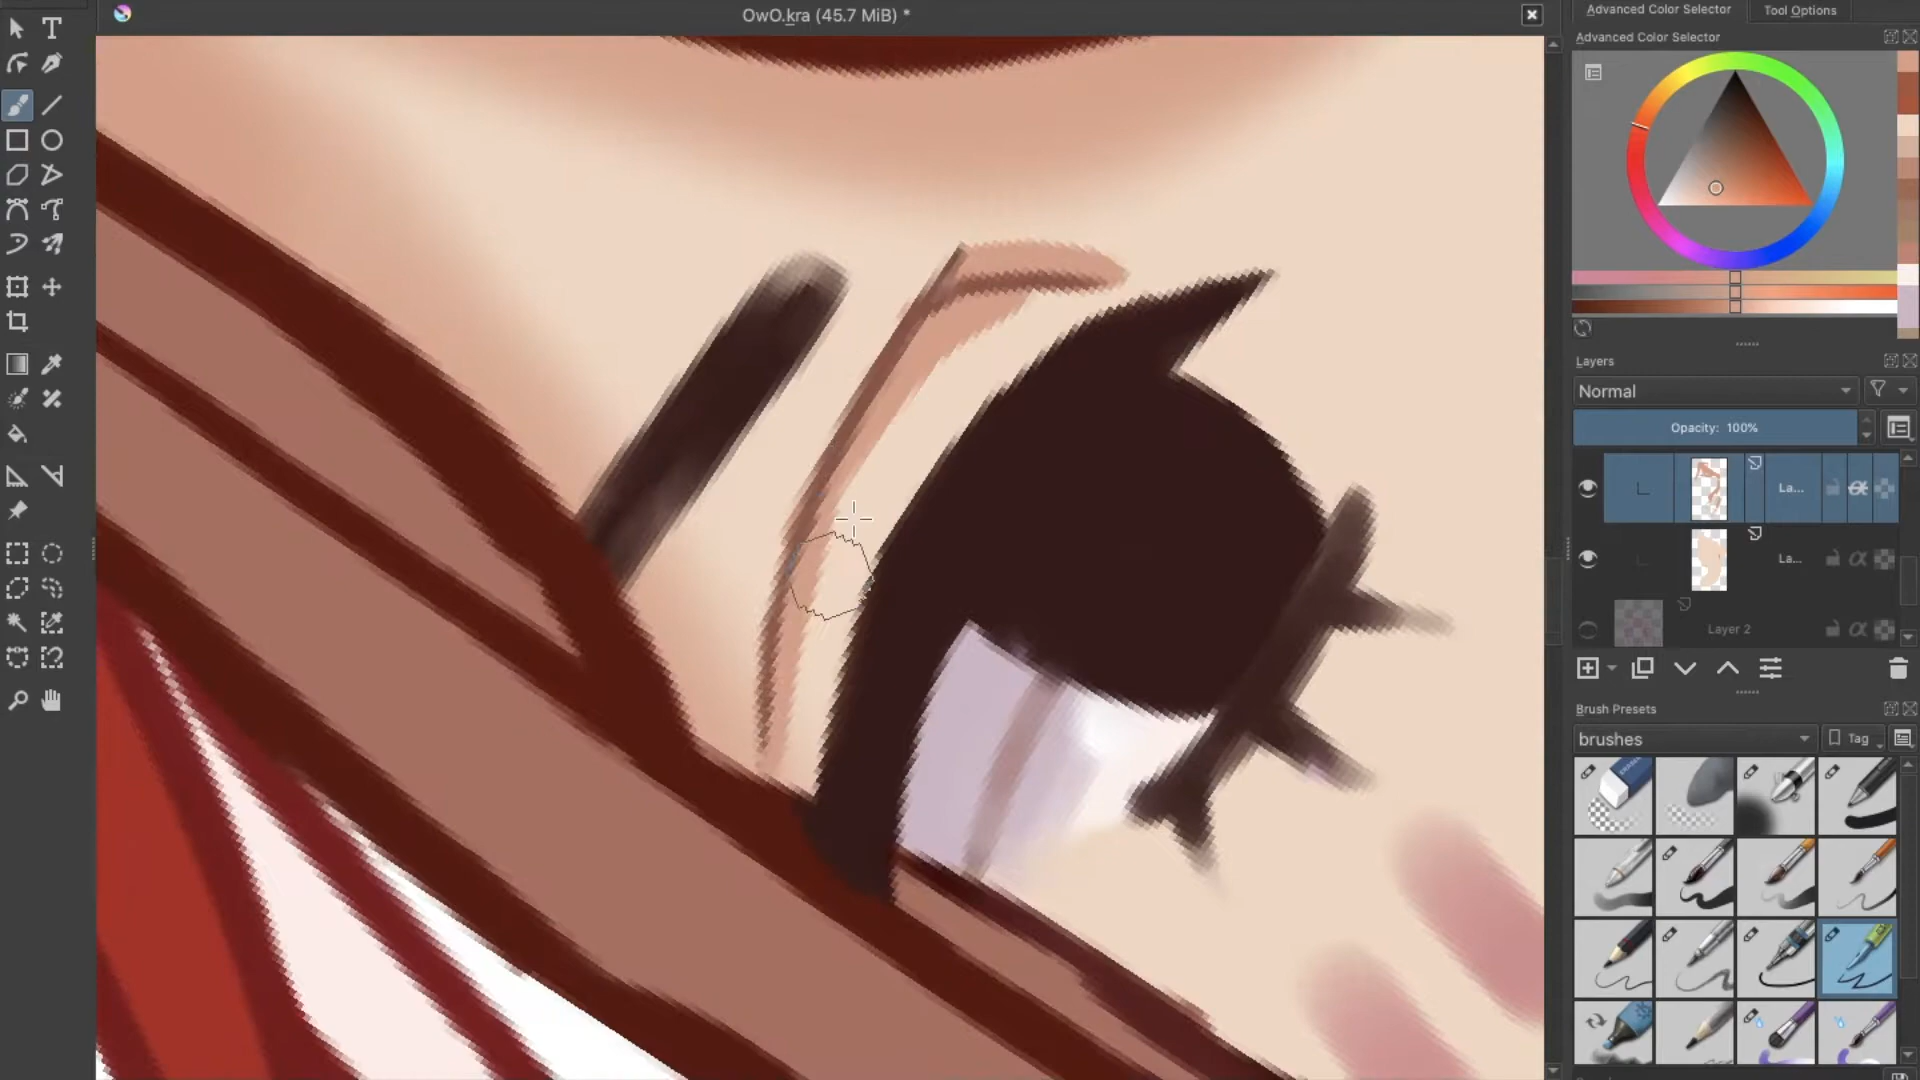 OwO.kra (45.7 MiB) *
Advanced Color Selector
Tool Options
Advanced Color Selector
Layers
Normal
Opacity: 100%
La...
La...
Layer 2
Brush Presets
brushes
Tag